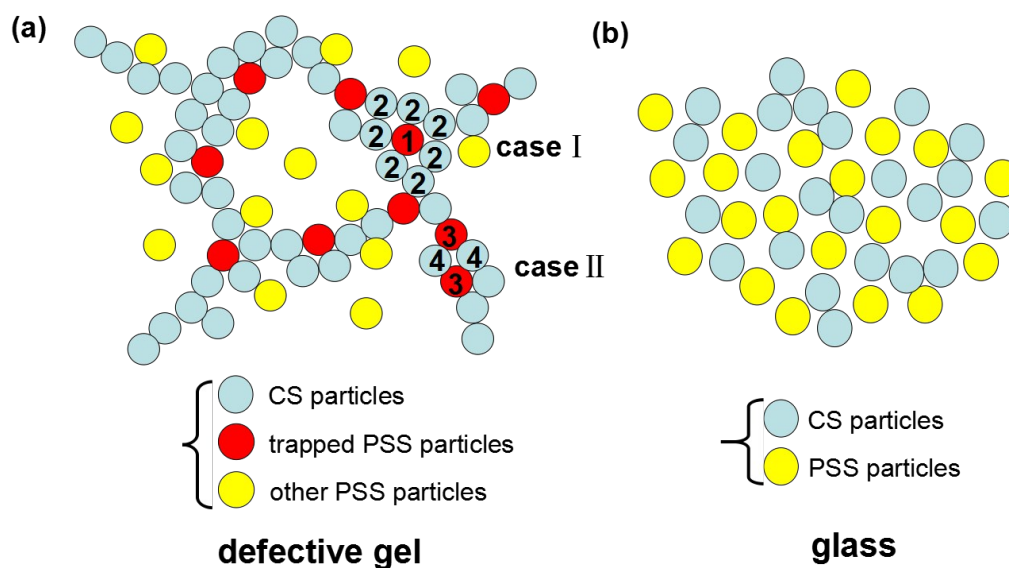 (a)
(b)
2 2 2
2 1 2
2 2
case I
3
4 4
3
case II
CS particles
trapped PSS particles
other PSS particles
defective gel
CS particles
PSS particles
glass